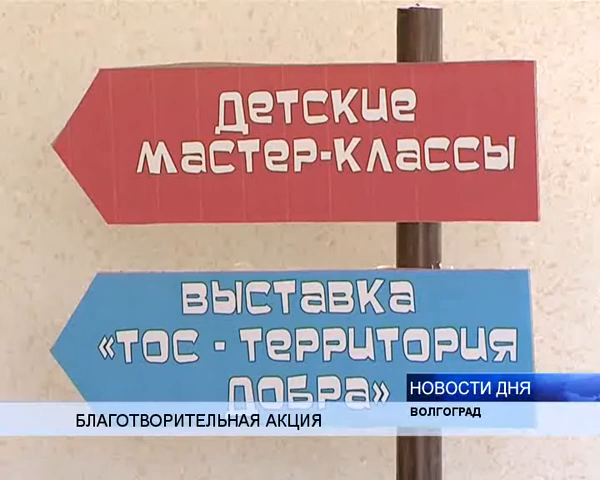 ДЕТСКИЕ
МАСТЕР-КЛАССЫ
ВЫСТАВКА
«ТОС - ТЕРРИТОРИЯ
ДОБРА»
НОВОСТИ ДНЯ
ВОЛГОГРАД
БЛАГОТВОРИТЕЛЬНАЯ АКЦИЯ